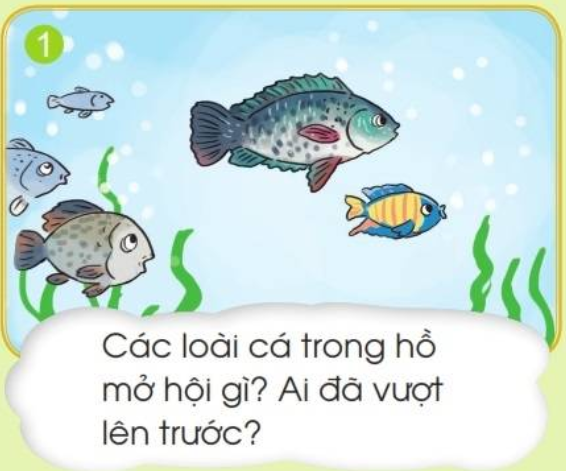 1
Các loài cá trong hồ
mở hội gì? Ai đã vượt
lên trước?